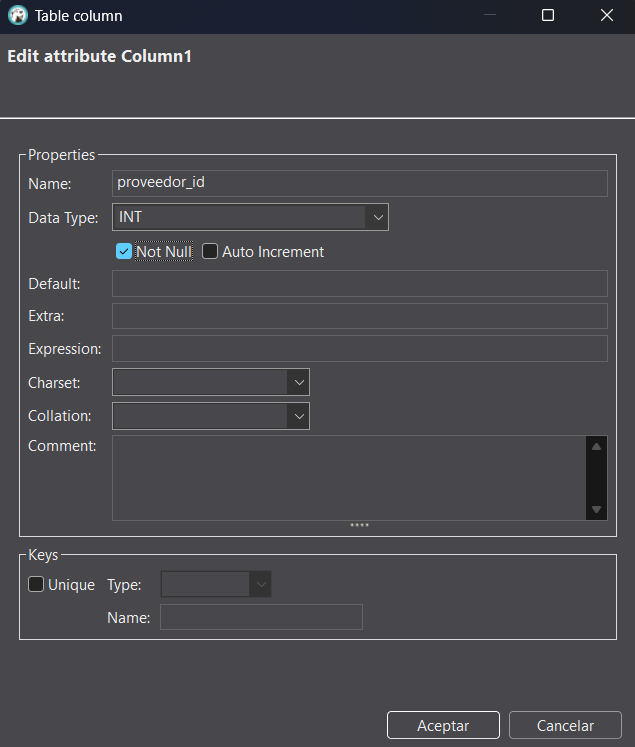 Table column
Edit attribute Column1
Properties
Name: proveedor_id
Data Type: INT
Not Null Auto Increment
Default:
Extra:
Expression:
Charset:
Collation:
Comment:
Keys
Unique Type:
Name:
Aceptar Cancelar